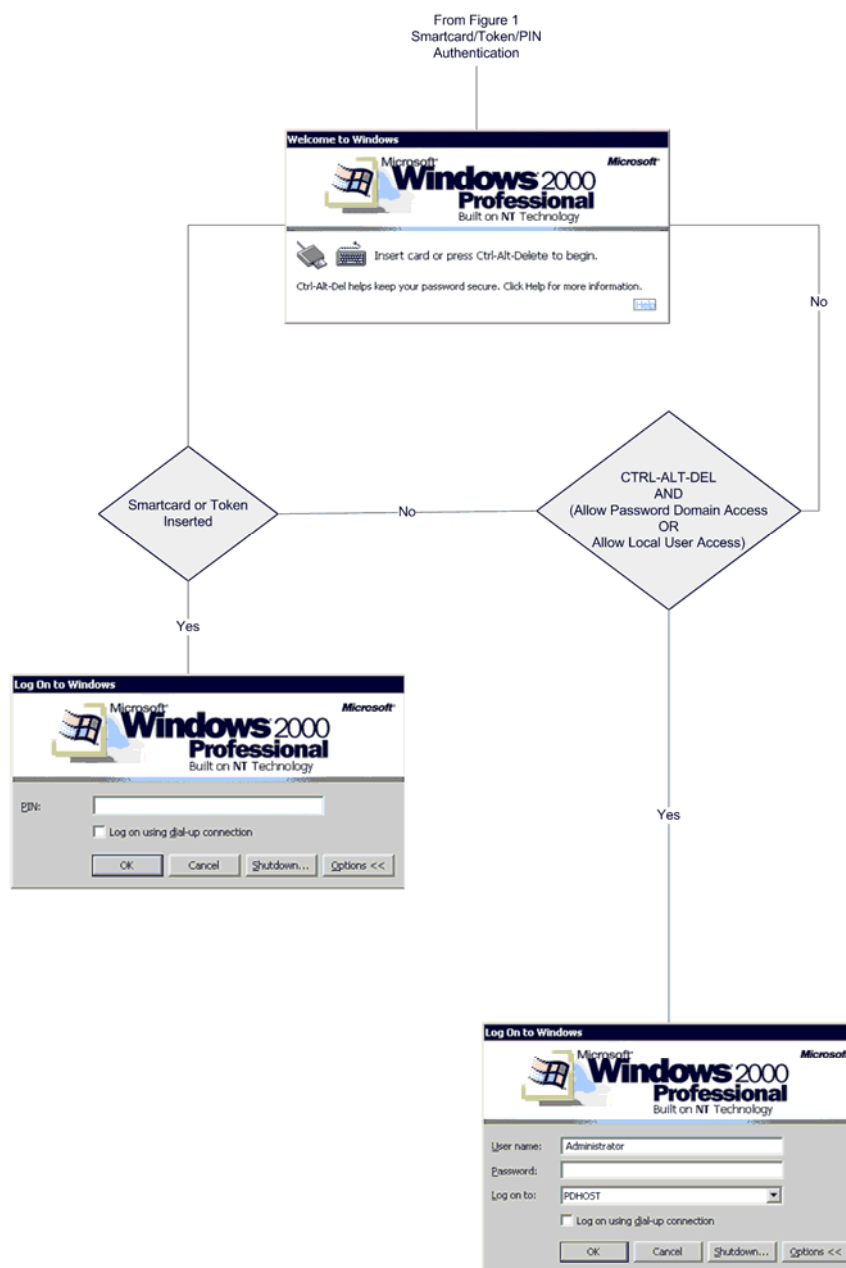 From Figure 1
Smartcard/Token/PIN
Authentication
Welcome to Windows
Microsoft
Microsoft
Windows 2000
Professional
Built on NT Technology
Insert card or press Ctrl-Alt-Delete to begin.
Ctrl-Alt-Del helps keep your password secure. Click Help for more information.
Help
No
Smartcard or Token
Inserted
No
CTRL-ALT-DEL
AND
(Allow Password Domain Access
OR
Allow Local User Access)
Yes
Log On to Windows
Microsoft
Microsoft
Windows 2000
Professional
Built on NT Technology
PIN:
Log on using dial-up connection
OK Cancel Shutdown... Options <<
Yes
Log On to Windows
Microsoft
Microsoft
Windows 2000
Professional
Built on NT Technology
User name: Administrator
Password:
Log on to: PDHOST
Log on using dial-up connection
OK Cancel Shutdown... Options <<